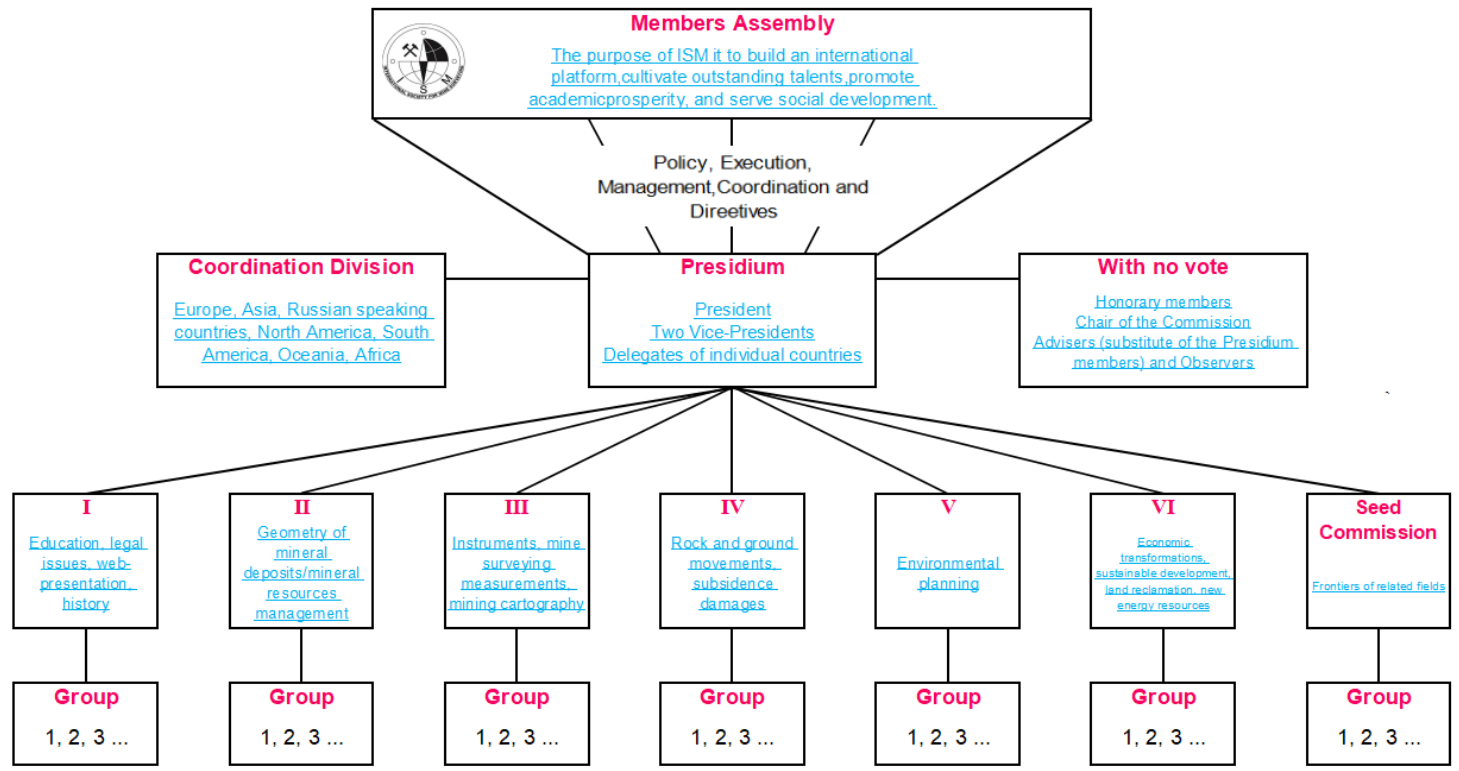 Members Assembly
The purpose of ISM it to build an international
platform,cultivate outstanding talents,promote
academicprosperity, and serve social development.
INTERNATIONAL SOCIETY FOR MINE SURVEYING
I S M
Policy, Execution,
Management,Coordination and
Direetives
Coordination Division
Europe, Asia, Russian speaking
countries, North America, South
America, Oceania, Africa
Presidium
President
Two Vice-Presidents
Delegates of individual countries
With no vote
Honorary members
Chair of the Commission
Advisers (substitute of the Presidium
members) and Observers
`
I
Education, legal
issues, web-
presentation,
history
II
Geometry of
mineral
deposits/mineral
resources
management
III
Instruments, mine
surveying
measurements,
mining cartography
IV
Rock and ground
movements,
subsidence
damages
V
Environmental
planning
VI
Economic
transformations,
sustainable development,
land reclamation, new
energy resources
Seed
Commission
Frontiers of related fields
Group
1, 2, 3 ...
Group
1, 2, 3 ...
Group
1, 2, 3 ...
Group
1, 2, 3 ...
Group
1, 2, 3 ...
Group
1, 2, 3 ...
Group
1, 2, 3 ...